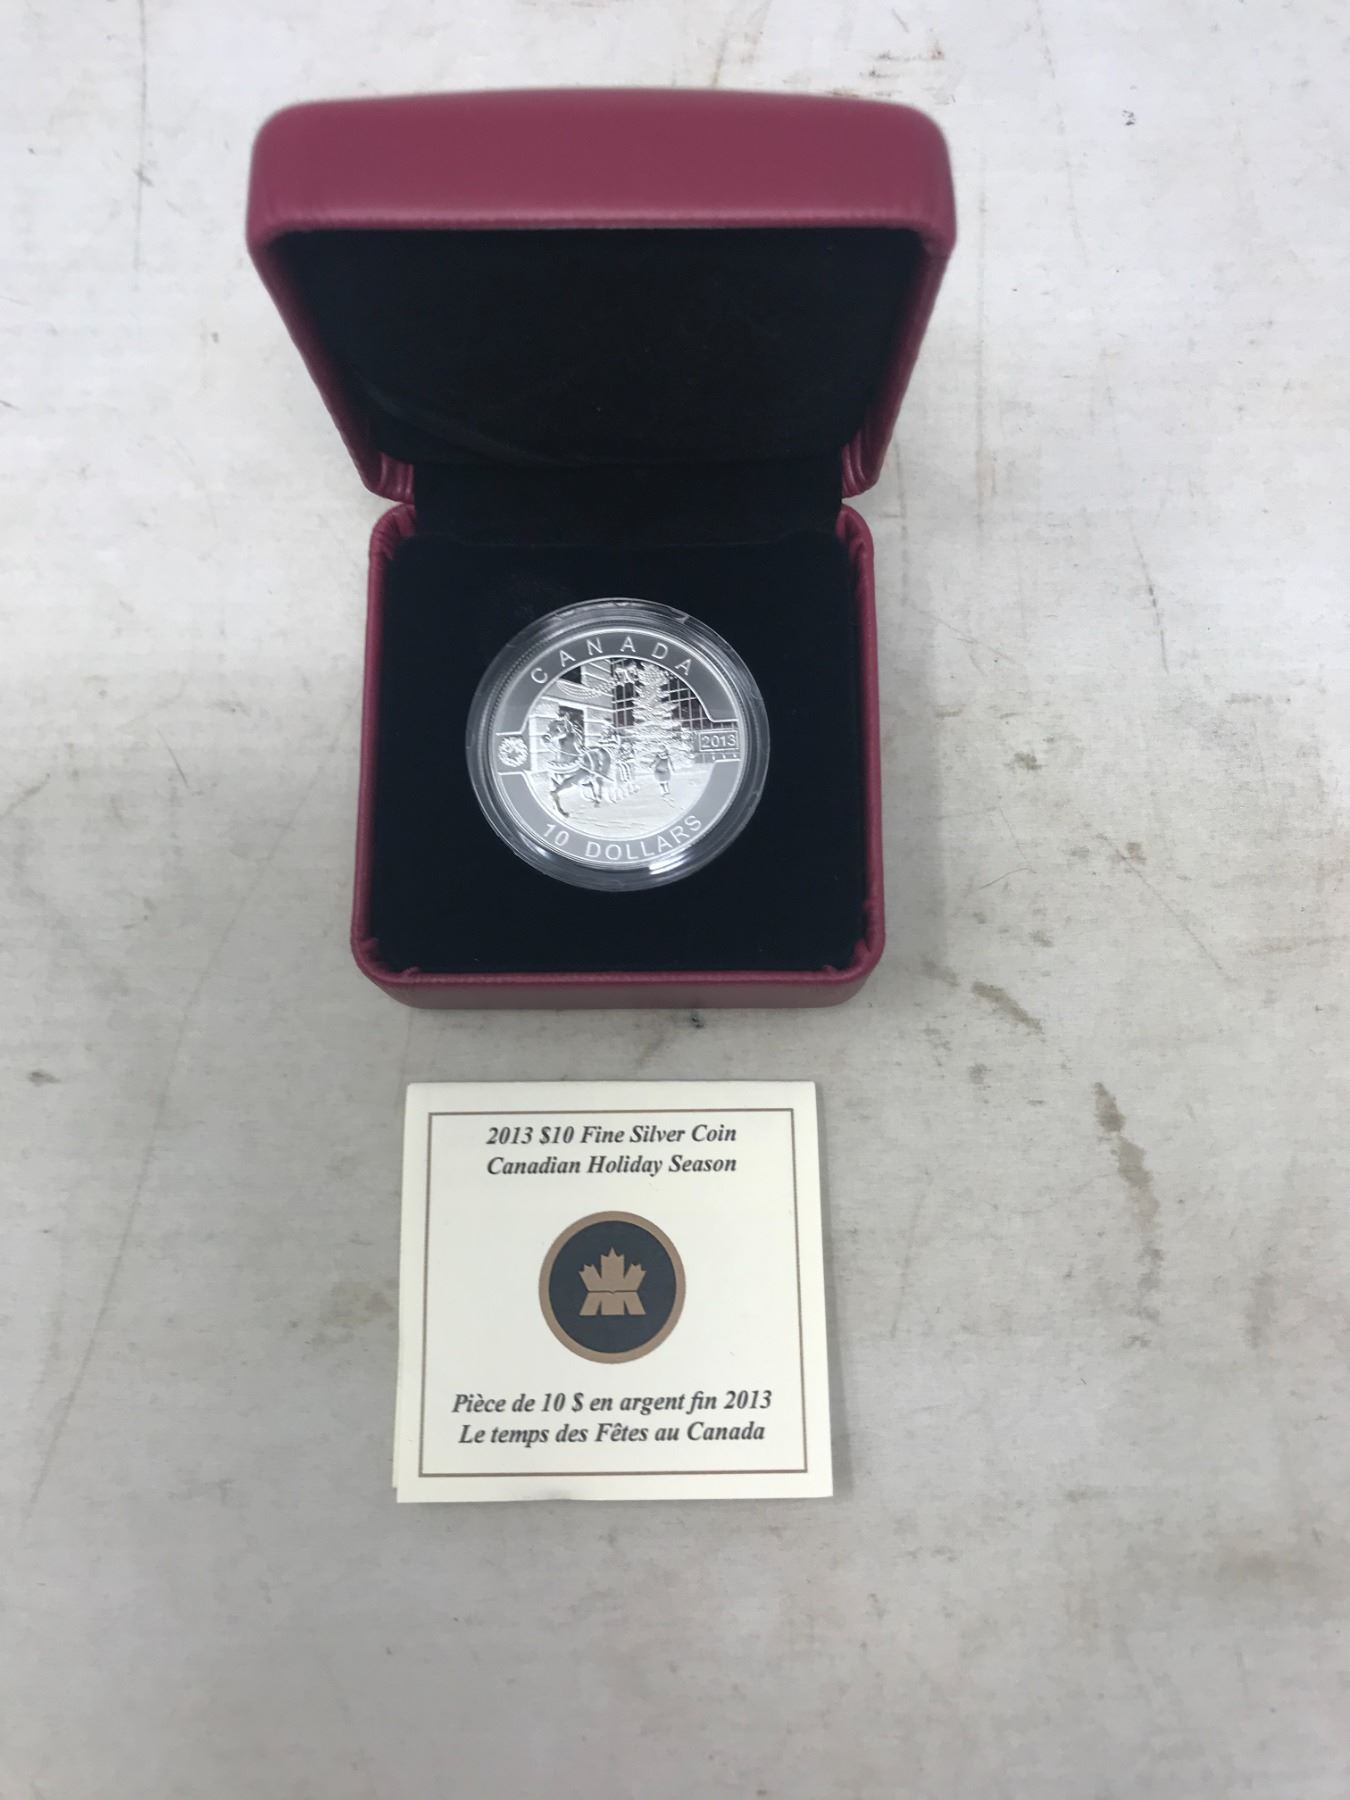 CANADA
2013
10 DOLLARS
2013 $10 Fine Silver Coin
Canadian Holiday Season
Pièce de 10 $ en argent fin 2013
Le temps des Fêtes au Canada